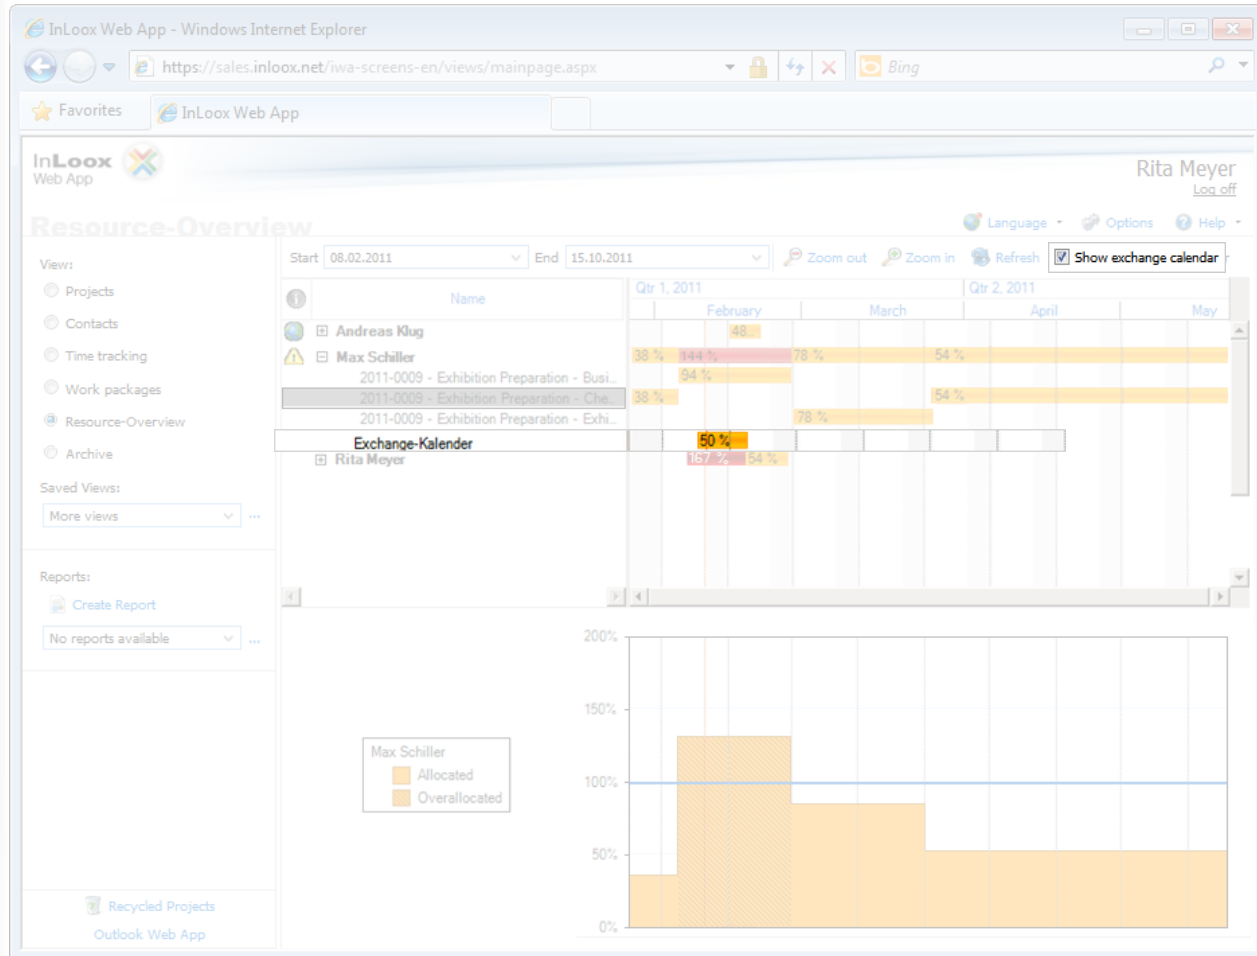 InLoox Web App - Windows Internet Explorer
https://sales.inloox.net/iwa-screens-en/views/mainpage.aspx
Bing
Favorites
InLoox Web App
InLoox
Web App
Rita Meyer
Log off
Resource-Overview
Language
Options
Help
View:
Projects
Contacts
Time tracking
Work packages
Resource-Overview
Archive
Saved Views:
More views
...
Reports:
Create Report
No reports available
...
Recycled Projects
Outlook Web App
Start 08.02.2011 End 15.10.2011 Zoom out Zoom in Refresh Show exchange calendar
Name
Qtr 1, 2011 Qtr 2, 2011
February March April May
Andreas Klug 48...
Max Schiller 38 % 144 % 78 % 54 %
2011-0009 - Exhibition Preparation - Busi... 94 %
2011-0009 - Exhibition Preparation - Che... 38 % 54 %
2011-0009 - Exhibition Preparation - Exhi... 78 %
Exchange-Kalender 50 %
Rita Meyer 167 % 54 %
200%
150%
100%
50%
0%
Max Schiller
Allocated
Overallocated